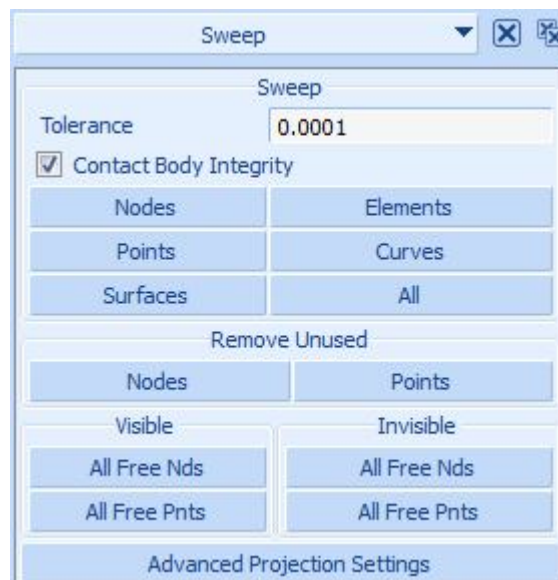 Sweep
Sweep
Tolerance 0.0001
Contact Body Integrity
Nodes Elements
Points Curves
Surfaces All
Remove Unused
Nodes Points
Visible Invisible
All Free Nds All Free Nds
All Free Pnts All Free Pnts
Advanced Projection Settings